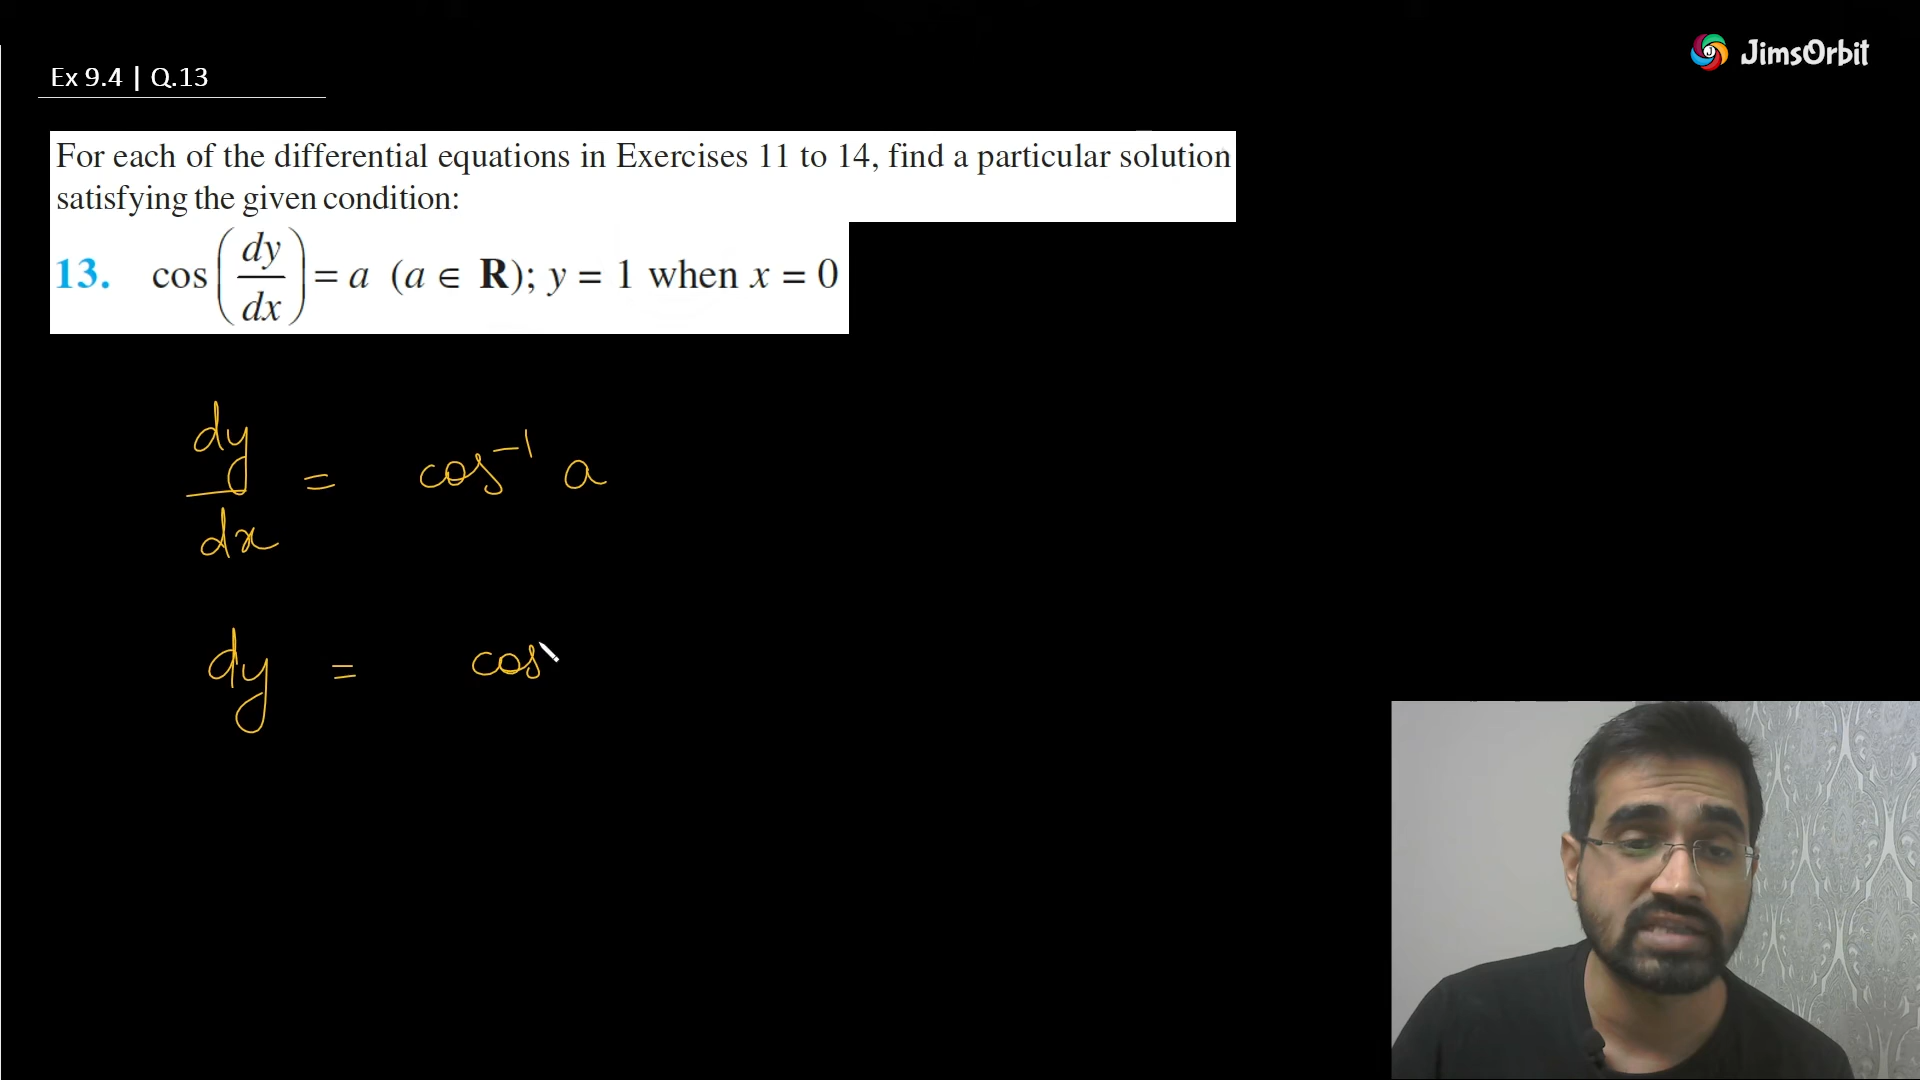 JimsOrbit
Ex 9.4 | Q.13
For each of the differential equations in Exercises 11 to 14, find a particular solution
satisfying the given condition:
13. cos(dy/dx) = a (a ∈ R); y = 1 when x = 0
dy/dx = cos⁻¹ a
dy = cos